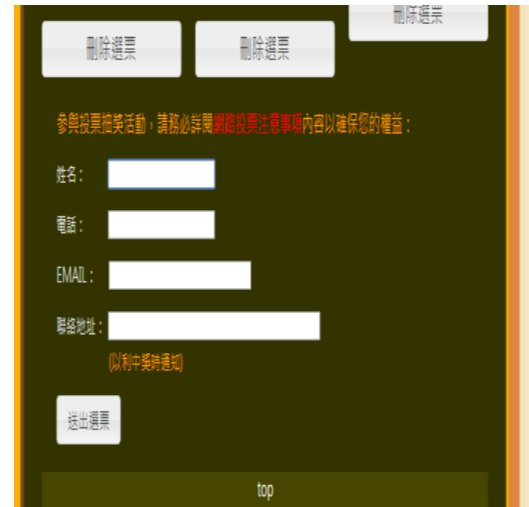 刪除選票
刪除選票 刪除選票
參與投票抽獎活動，請務必詳閱網路投票注意事項內容以確保您的權益：
姓名：
電話：
EMAIL：
聯絡地址：
(以利中獎時通知)
送出選票
top